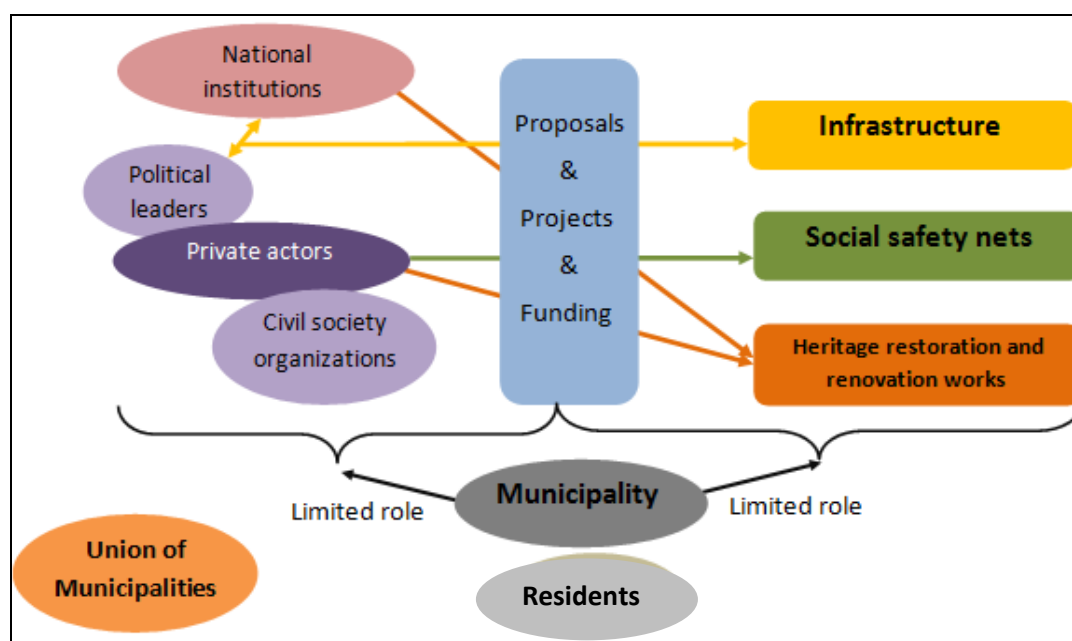 National
institutions
Political
leaders
Private actors
Civil society
organizations
Proposals
&
Projects
&
Funding
Infrastructure
Social safety nets
Heritage restoration and
renovation works
Limited role
Municipality
Limited role
Union of
Municipalities
Residents